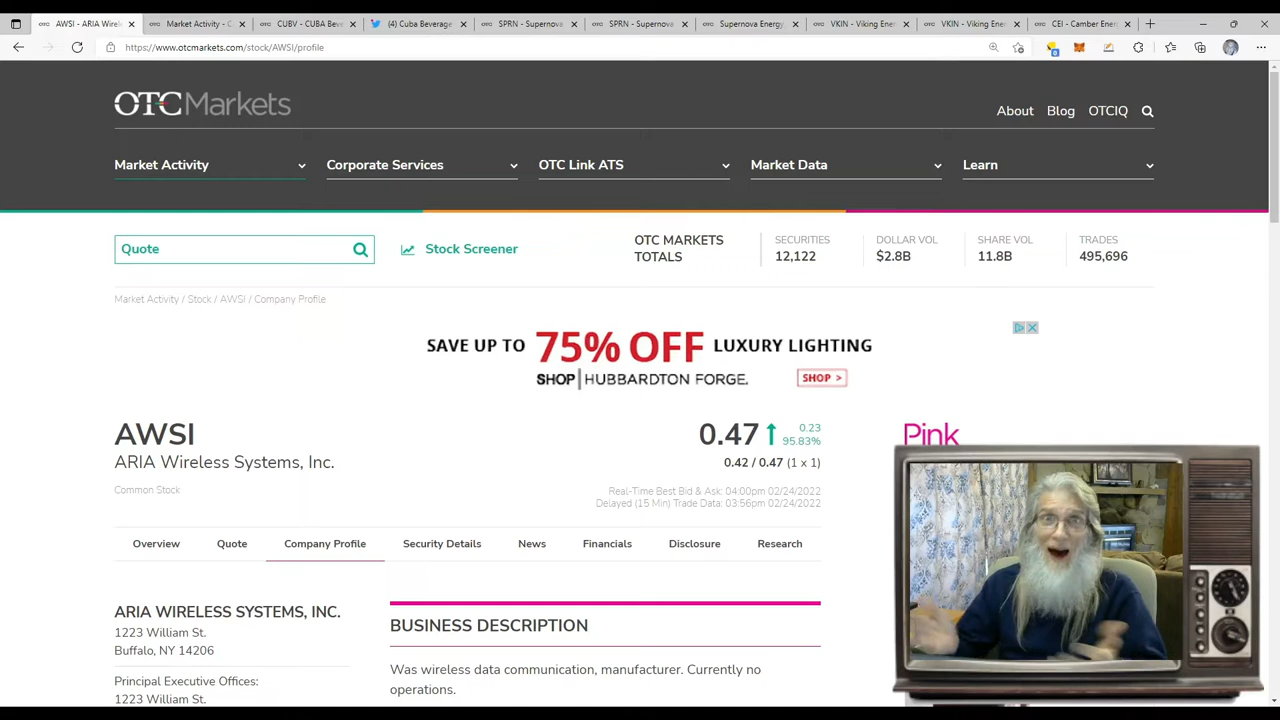 AWSI - ARIA Wirele
Market Activity - C
CUBV - CUBA Beve
(4) Cuba Beverage
SPRN - Supernova
SPRN - Supernova
Supernova Energy,
VKIN - Viking Ene
VKIN - Viking Ene
CEI - Camber Ener
https://www.otcmarkets.com/stock/AWSI/profile
OTCMarkets
About Blog OTCIQ
Market Activity Corporate Services OTC Link ATS Market Data Learn
Quote
Stock Screener
OTC MARKETS
TOTALS
SECURITIES
12,122
DOLLAR VOL
$2.8B
SHARE VOL
11.8B
TRADES
495,696
Market Activity / Stock / AWSI / Company Profile
SAVE UP TO 75% OFF LUXURY LIGHTING
SHOP | HUBBARDTON FORGE. SHOP >
AWSI
ARIA Wireless Systems, Inc.
Common Stock
0.47
0.23
95.83%
0.42 / 0.47 (1 x 1)
Real-Time Best Bid & Ask: 04:00pm 02/24/2022
Delayed (15 Min) Trade Data: 03:56pm 02/24/2022
Pink
Overview Quote Company Profile Security Details News Financials Disclosure Research
ARIA WIRELESS SYSTEMS, INC.
1223 William St.
Buffalo, NY 14206
Principal Executive Offices:
1223 William St.
BUSINESS DESCRIPTION
Was wireless data communication, manufacturer. Currently no
operations.